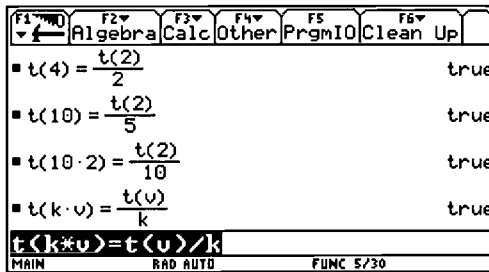 F1 F2 F3 F4 F5 F6
Algebra Calc Other PrgmIO Clean Up
▪ t(4) = t(2)/2 true
▪ t(10) = t(2)/5 true
▪ t(10·2) = t(2)/10 true
▪ t(k·v) = t(v)/k true
t(k*v)=t(v)/k
MAIN RAD AUTO FUNC 5/30